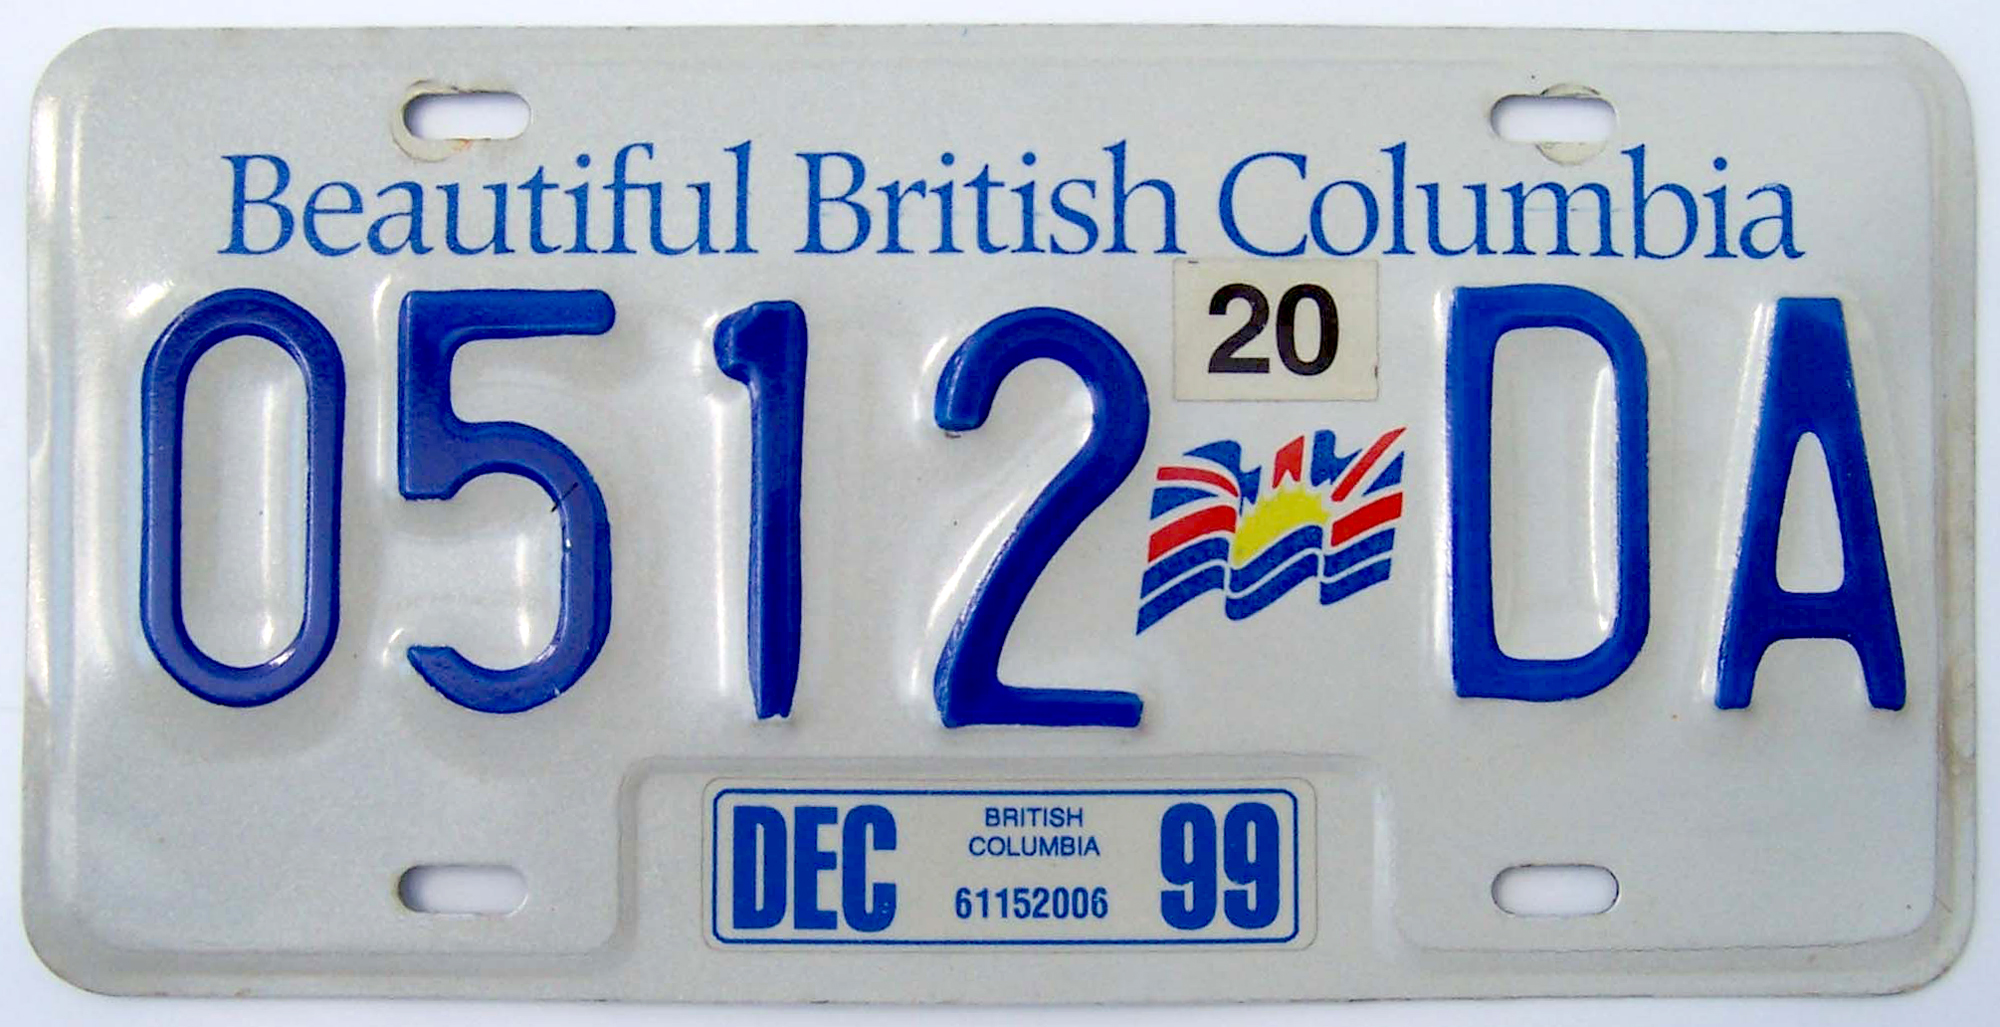 Beautiful British Columbia
20
0512 DA
DEC BRITISH COLUMBIA 61152006 99